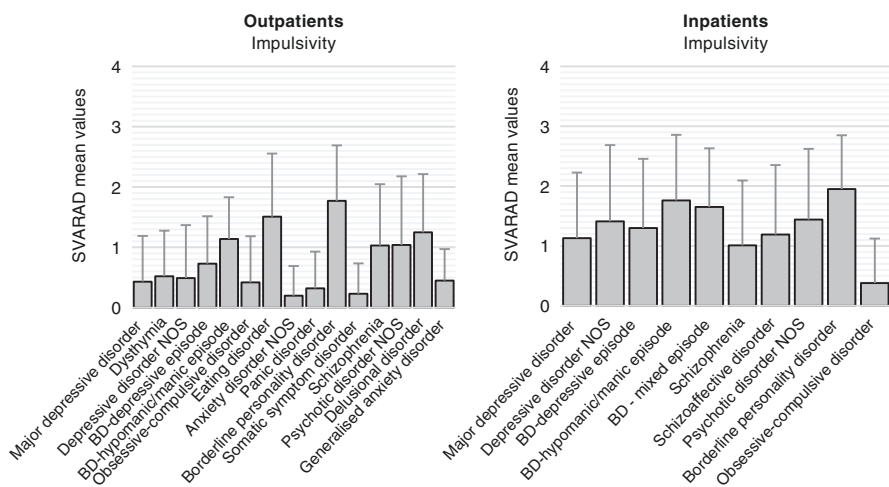 Outpatients
Impulsivity
SVARAD mean values
4
3
2
1
0
Major depressive disorder
Dysthymia
Depressive disorder NOS
BD-depressive episode
BD-hypomanic/manic episode
Obsessive-compulsive disorder
Eating disorder
Anxiety disorder NOS
Panic disorder
Borderline personality disorder
Somatic symptom disorder
Schizophrenia
Psychotic disorder NOS
Delusional disorder
Generalised anxiety disorder
Inpatients
Impulsivity
SVARAD mean values
4
3
2
1
0
Major depressive disorder
Depressive disorder NOS
BD-depressive episode
BD-hypomanic/manic episode
BD - mixed episode
Schizophrenia
Schizoaffective disorder
Psychotic disorder NOS
Borderline personality disorder
Obsessive-compulsive disorder